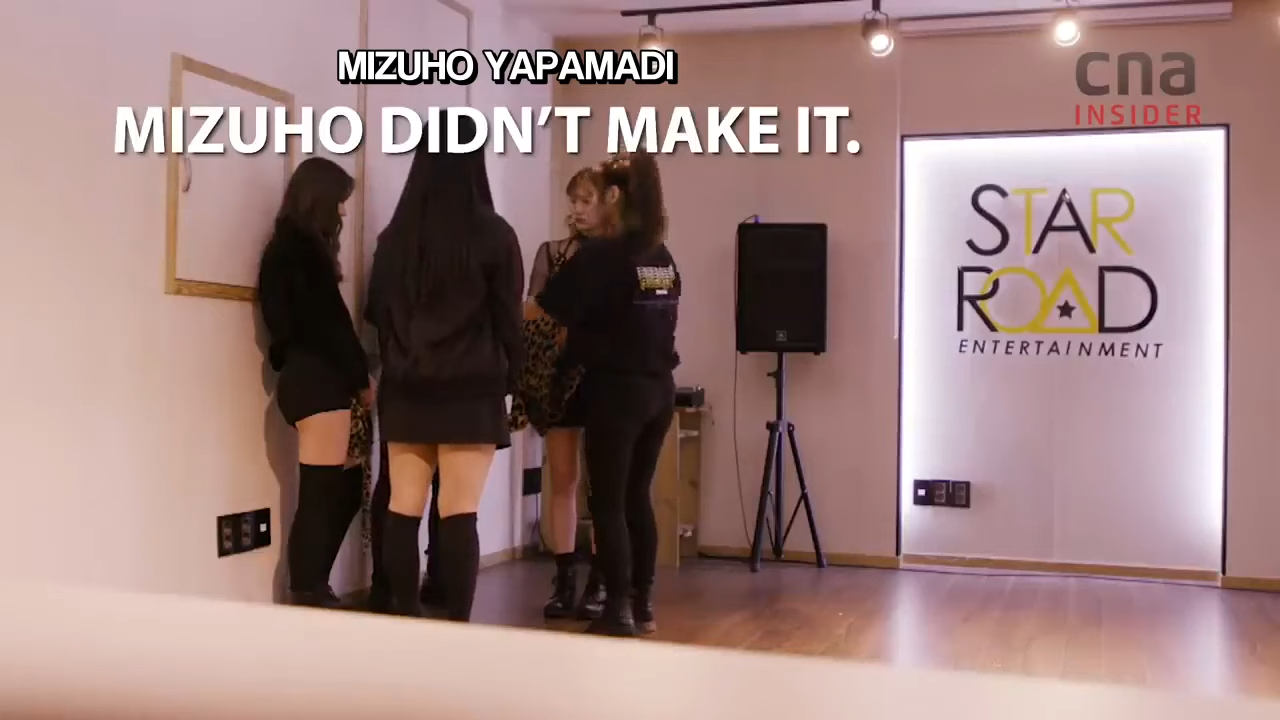 MIZUHO YAPAMADI
MIZUHO DIDN'T MAKE IT.
cna
INSIDER
STAR
ROAD
ENTERTAINMENT